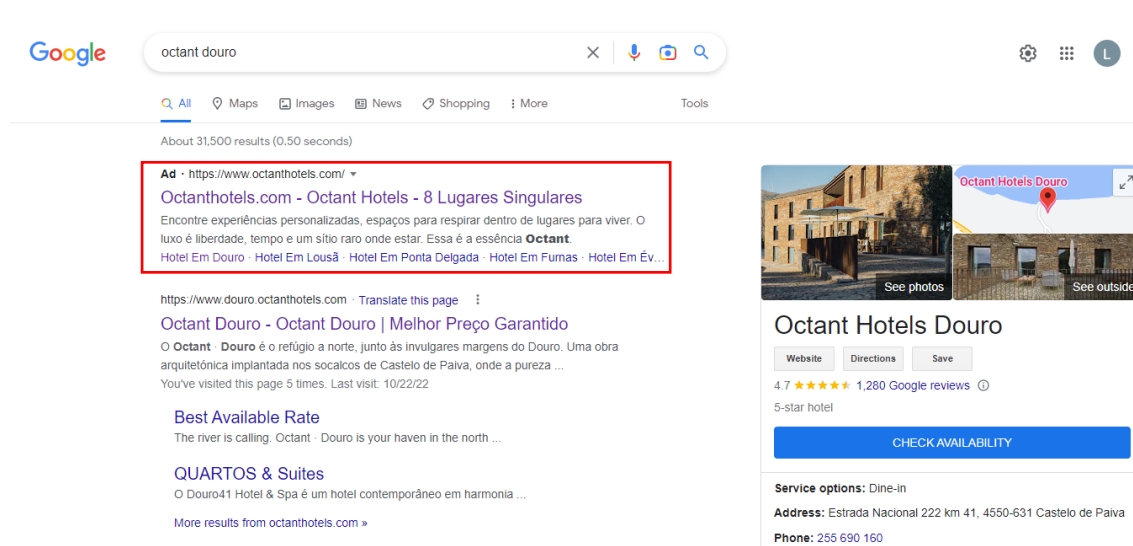 Google
octant douro
L
All
Maps
Images
News
Shopping
More
Tools
About 31,500 results (0.50 seconds)
Ad · https://www.octanthotels.com/
Octanthotels.com - Octant Hotels - 8 Lugares Singulares
Encontre experiências personalizadas, espaços para respirar dentro de lugares para viver. O
luxo é liberdade, tempo e um sítio raro onde estar. Essa é a essência Octant.
Hotel Em Douro · Hotel Em Lousã · Hotel Em Ponta Delgada · Hotel Em Furnas · Hotel Em Év...
https://www.douro.octanthotels.com · Translate this page
Octant Douro - Octant Douro | Melhor Preço Garantido
O Octant · Douro é o refúgio a norte, junto às invulgares margens do Douro. Uma obra
arquitetónica implantada nos socalcos de Castelo de Paiva, onde a pureza ...
You've visited this page 5 times. Last visit: 10/22/22
Best Available Rate
The river is calling. Octant · Douro is your haven in the north ...
QUARTOS & Suites
O Douro41 Hotel & Spa é um hotel contemporâneo em harmonia ...
More results from octanthotels.com »
Octant Hotels Douro
See photos
See outside
Octant Hotels Douro
Website
Directions
Save
4.7 1,280 Google reviews
5-star hotel
CHECK AVAILABILITY
Service options: Dine-in
Address: Estrada Nacional 222 km 41, 4550-631 Castelo de Paiva
Phone: 255 690 160